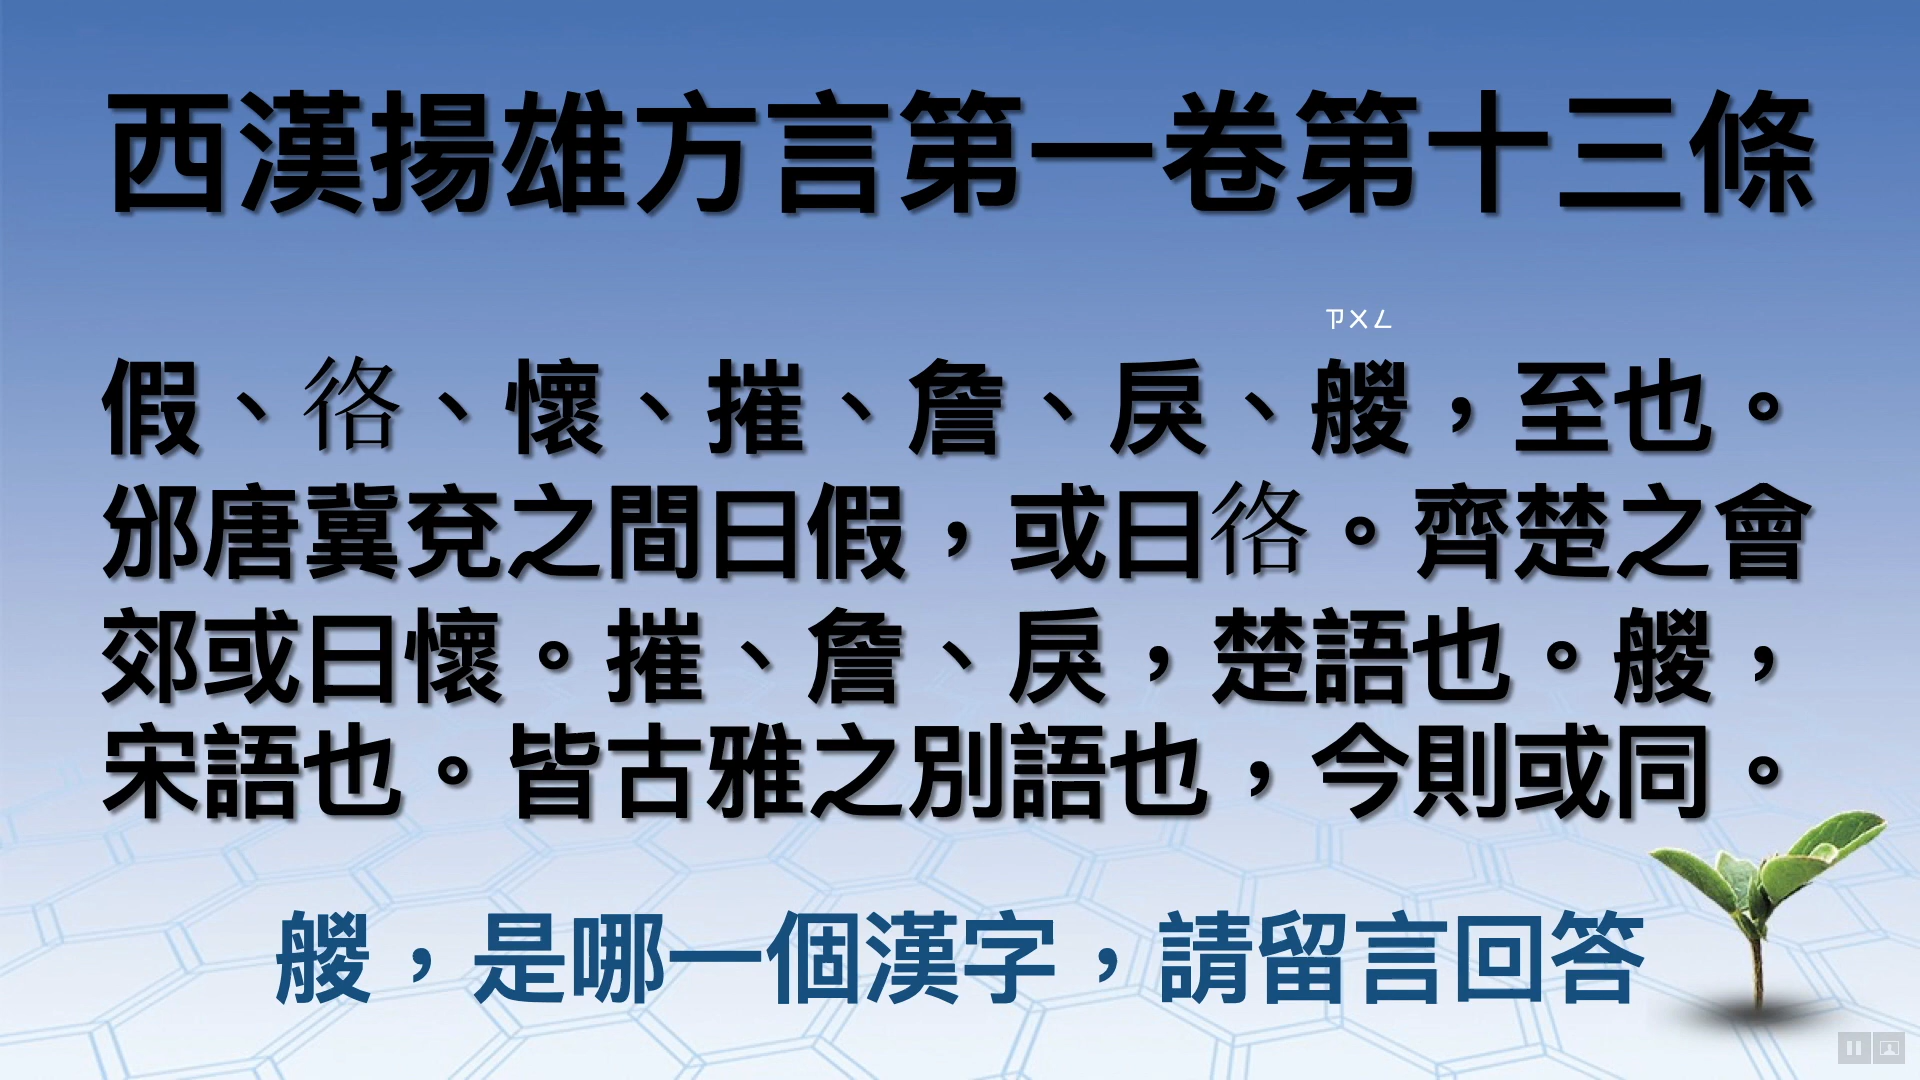 西漢揚雄方言第一卷第十三條
ㄗㄨㄥ
假、狢、懷、摧、詹、戾、艐,至也。
邠唐冀兗之間曰假,或曰狢。齊楚之會
郊或曰懷。摧、詹、戾,楚語也。艐,
宋語也。皆古雅之別語也,今則或同。
艐,是哪一個漢字,請留言回答